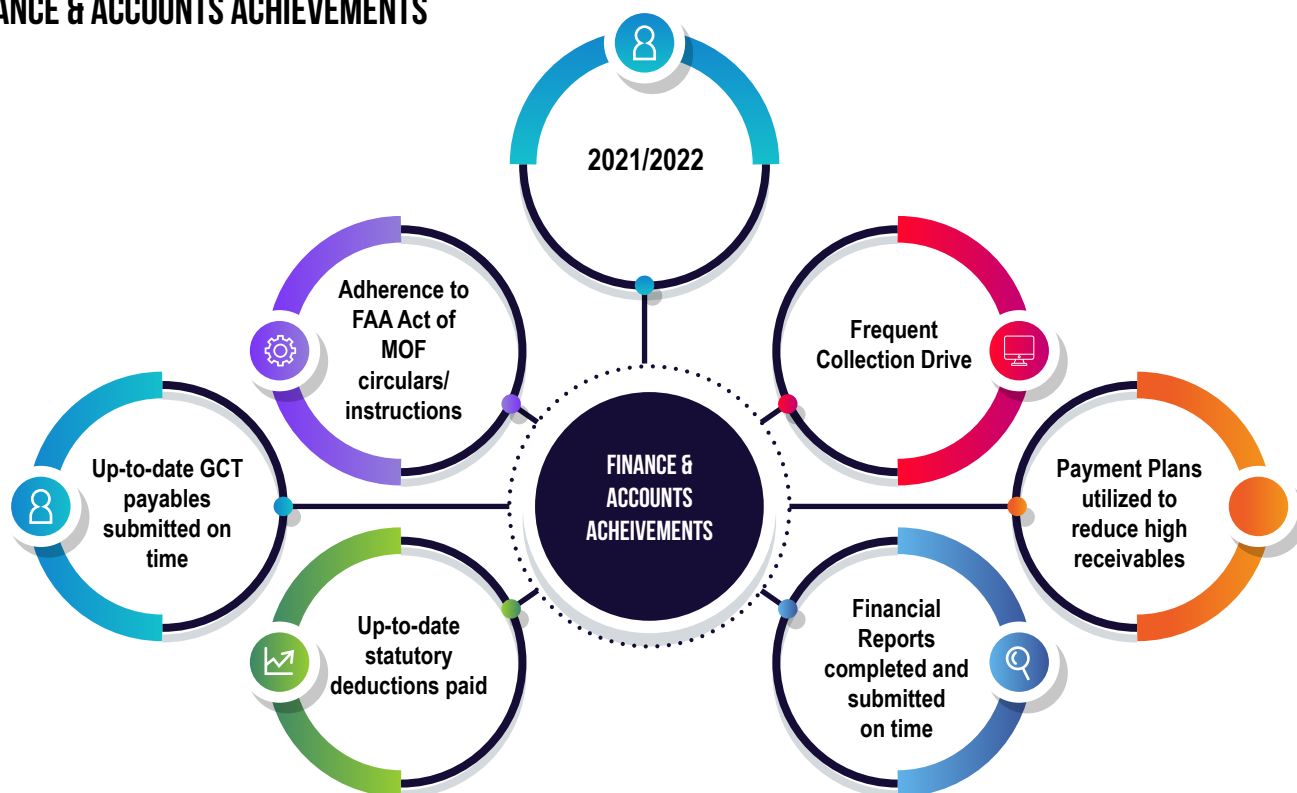 ANCE & ACCOUNTS ACHIEVEMENTS
2021/2022
Adherence to
FAA Act of
MOF
circulars/
instructions
Frequent
Collection Drive
Up-to-date GCT
payables
submitted on
time
FINANCE &
ACCOUNTS
ACHEIVEMENTS
Payment Plans
utilized to
reduce high
receivables
Up-to-date
statutory
deductions paid
Financial
Reports
completed and
submitted
on time